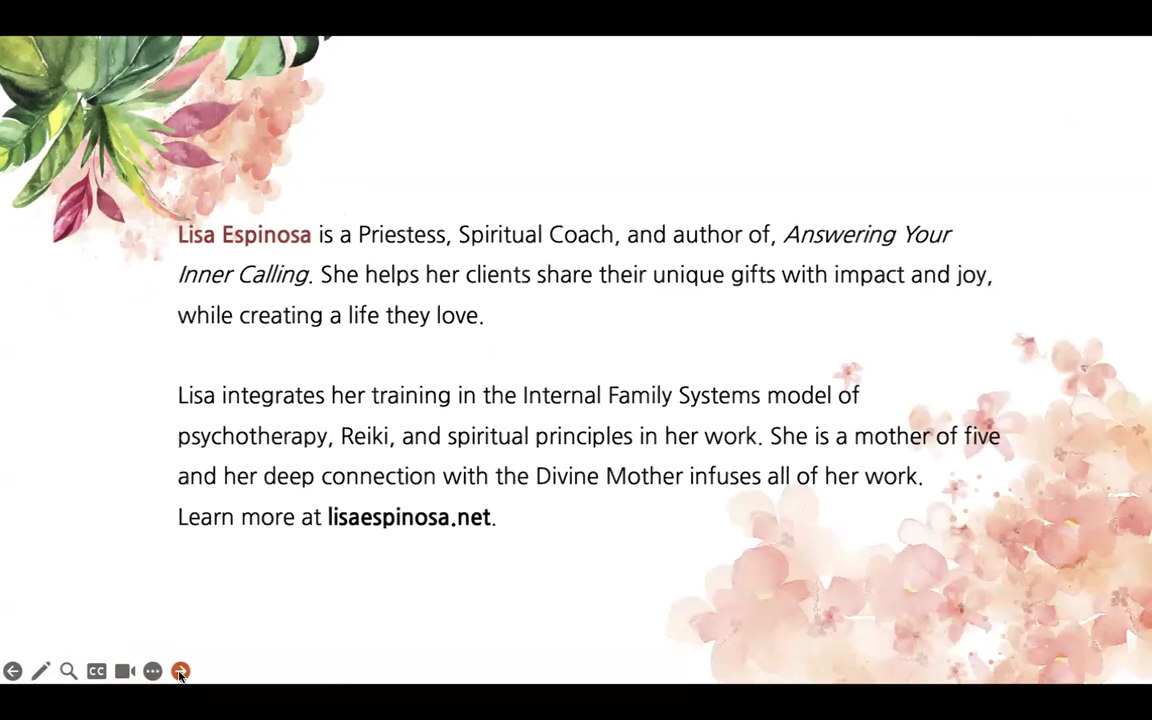 Lisa Espinosa is a Priestess, Spiritual Coach, and author of, Answering Your
Inner Calling. She helps her clients share their unique gifts with impact and joy,
while creating a life they love.
Lisa integrates her training in the Internal Family Systems model of
psychotherapy, Reiki, and spiritual principles in her work. She is a mother of five
and her deep connection with the Divine Mother infuses all of her work.
Learn more at lisaespinosa.net.
CC